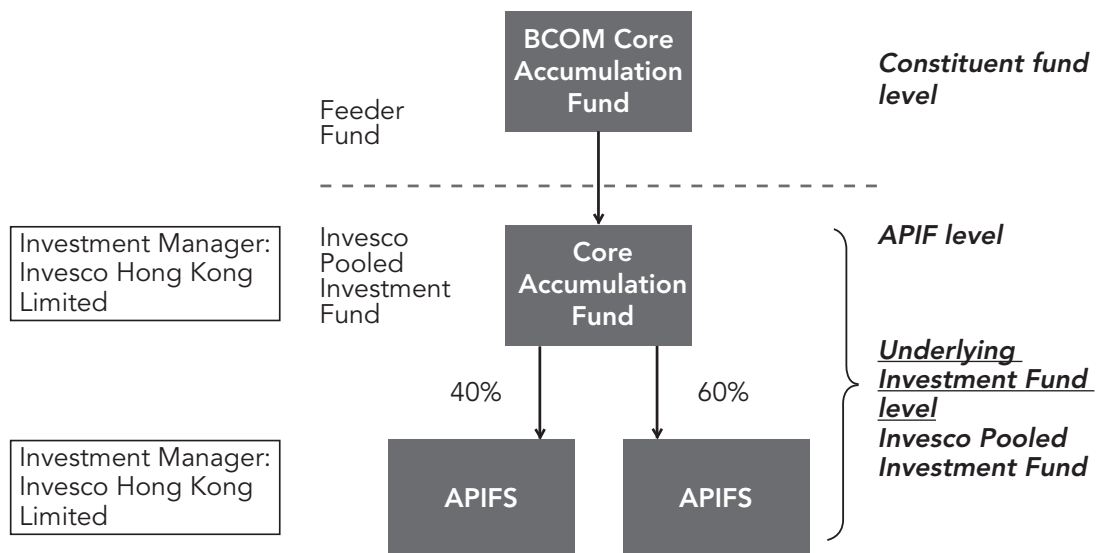 BCOM Core
Accumulation
Fund
Constituent fund
level
Feeder
Fund
Investment Manager:
Invesco Hong Kong
Limited
Invesco
Pooled
Investment
Fund
Core
Accumulation
Fund
APIF level
40%
60%
Underlying
Investment Fund
level
Invesco Pooled
Investment Fund
Investment Manager:
Invesco Hong Kong
Limited
APIFS
APIFS